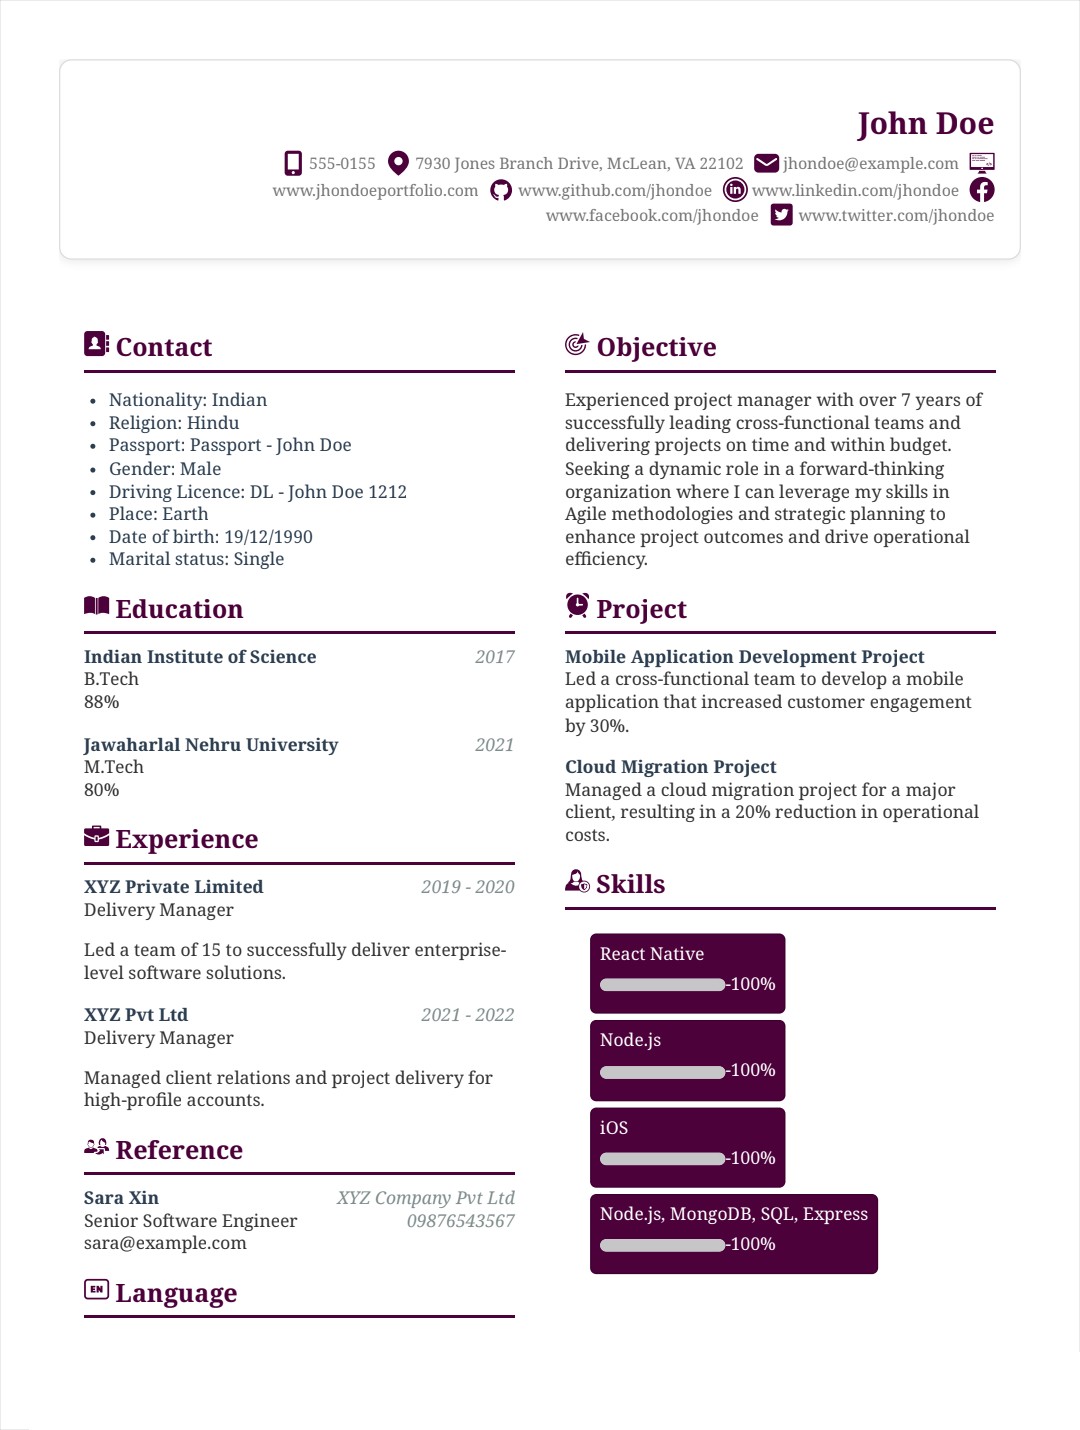 John Doe
555-0155 7930 Jones Branch Drive, McLean, VA 22102 jhondoe@example.com
www.jhondoeportfolio.com www.github.com/jhondoe in www.linkedin.com/jhondoe
www.facebook.com/jhondoe www.twitter.com/jhondoe
Contact
• Nationality: Indian
• Religion: Hindu
• Passport: Passport - John Doe
• Gender: Male
• Driving Licence: DL - John Doe 1212
• Place: Earth
• Date of birth: 19/12/1990
• Marital status: Single
Education
Indian Institute of Science 2017
B.Tech
88%
Jawaharlal Nehru University 2021
M.Tech
80%
Experience
XYZ Private Limited 2019 - 2020
Delivery Manager
Led a team of 15 to successfully deliver enterprise-
level software solutions.
XYZ Pvt Ltd 2021 - 2022
Delivery Manager
Managed client relations and project delivery for
high-profile accounts.
Reference
Sara Xin XYZ Company Pvt Ltd
Senior Software Engineer 09876543567
sara@example.com
EN Language
Objective
Experienced project manager with over 7 years of
successfully leading cross-functional teams and
delivering projects on time and within budget.
Seeking a dynamic role in a forward-thinking
organization where I can leverage my skills in
Agile methodologies and strategic planning to
enhance project outcomes and drive operational
efficiency.
Project
Mobile Application Development Project
Led a cross-functional team to develop a mobile
application that increased customer engagement
by 30%.
Cloud Migration Project
Managed a cloud migration project for a major
client, resulting in a 20% reduction in operational
costs.
Skills
React Native
-100%
Node.js
-100%
iOS
-100%
Node.js, MongoDB, SQL, Express
-100%